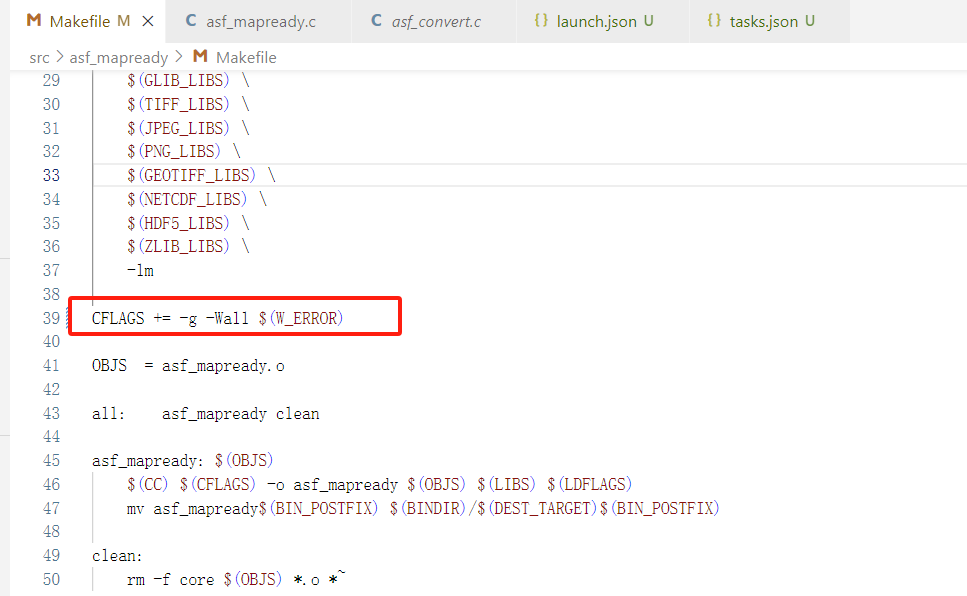 M Makefile M × C asf_mapready.c C asf_convert.c {} launch.json U {} tasks.json U
src > asf_mapready > M Makefile
29 $(GLIB_LIBS) \
30 $(TIFF_LIBS) \
31 $(JPEG_LIBS) \
32 $(PNG_LIBS) \
33 $(GEOTIFF_LIBS) \
34 $(NETCDF_LIBS) \
35 $(HDF5_LIBS) \
36 $(ZLIB_LIBS) \
37 -lm
38
39 CFLAGS += -g -Wall $(W_ERROR)
40
41 OBJS = asf_mapready.o
42
43 all: asf_mapready clean
44
45 asf_mapready: $(OBJS)
46 $(CC) $(CFLAGS) -o asf_mapready $(OBJS) $(LIBS) $(LDFLAGS)
47 mv asf_mapready$(BIN_POSTFIX) $(BINDIR)/$(DEST_TARGET)$(BIN_POSTFIX)
48
49 clean:
50 rm -f core $(OBJS) *.o *~